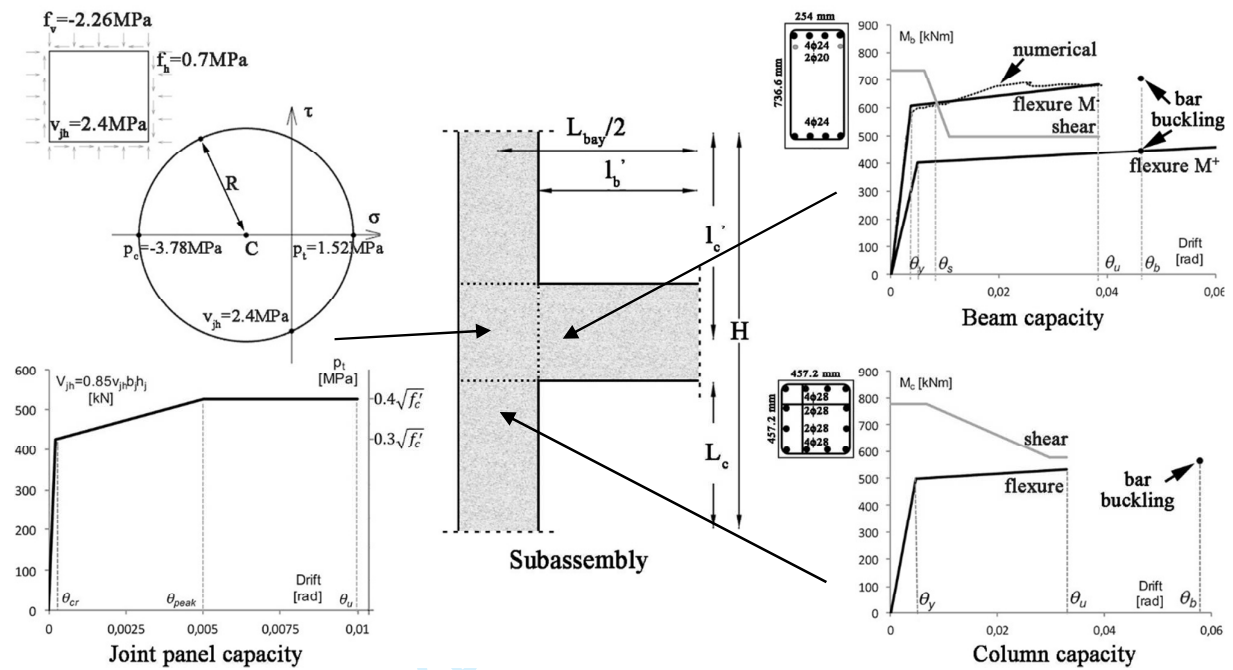 f_v=-2.26MPa
f_h=0.7MPa
v_jh=2.4MPa
τ
R
σ
p_c=-3.78MPa
C
p_t=1.52MPa
v_jh=2.4MPa
V_jh=0.85v_jhb_jh_j
[kN]
p_t
[MPa]
600
500
400
300
200
100
0
0.4√f_c'
0.3√f_c'
θ_cr
θ_peak
Drift
[rad]
θ_u
0
0,0025
0,005
0,0075
0,01
Joint panel capacity
L_bay/2
l_b'
l_c'
H
L_c
Subassembly
254 mm
736.6 mm
4ϕ24
2ϕ20
4ϕ24
M_b [kNm]
900
800
700
600
500
400
300
200
100
0
numerical
flexure M⁻
shear
bar
buckling
flexure M⁺
Drift
[rad]
θ_y
θ_s
θ_u
θ_b
0
0,02
0,04
0,06
Beam capacity
457.2 mm
457.2 mm
4ϕ28
2ϕ28
2ϕ28
4ϕ28
M_c [kNm]
900
800
700
600
500
400
300
200
100
0
shear
flexure
bar
buckling
Drift
[rad]
θ_y
θ_u
θ_b
0
0,02
0,04
0,06
Column capacity